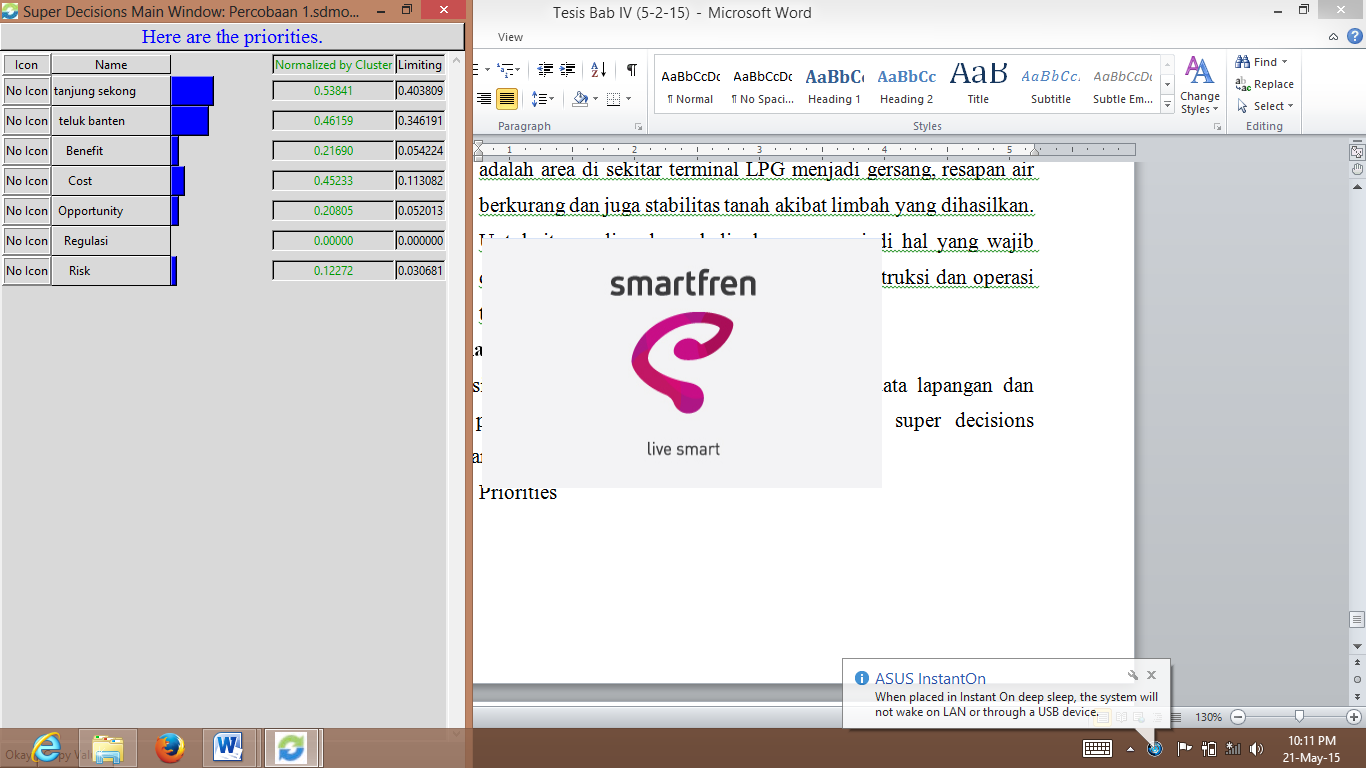 Super Decisions Main Window: Percobaan 1.sdmo...
Here are the priorities.
Icon Name Normalized by Cluster Limiting
No Icon tanjung sekong 0.53841 0.403809
No Icon teluk banten 0.46159 0.346191
No Icon Benefit 0.21690 0.054224
No Icon Cost 0.45233 0.113082
No Icon Opportunity 0.20805 0.052013
No Icon Regulasi 0.00000 0.000000
No Icon Risk 0.12272 0.030681
Tesis Bab IV (5-2-15) - Microsoft Word
View
AaBbCcDc AaBbCcDc AaBbC AaBbCc AaB AaBbCc. AaBbCcDc
¶ Normal ¶ No Spaci... Heading 1 Heading 2 Title Subtitle Subtle Em...
Change
Styles
Find
Replace
Select
Paragraph Styles Editing
1 2 3 4 5
adalah area di sekitar terminal LPG menjadi gersang, resapan air
berkurang dan juga stabilitas tanah akibat limbah yang dihasilkan.
hal yang wajib
dan operasi
lapangan dan
super decisions
Priorities
smartfren
live smart
ASUS InstantOn
When placed in Instant On deep sleep, the system will
not wake on LAN or through a USB device.
130%
10:11 PM
21-May-15